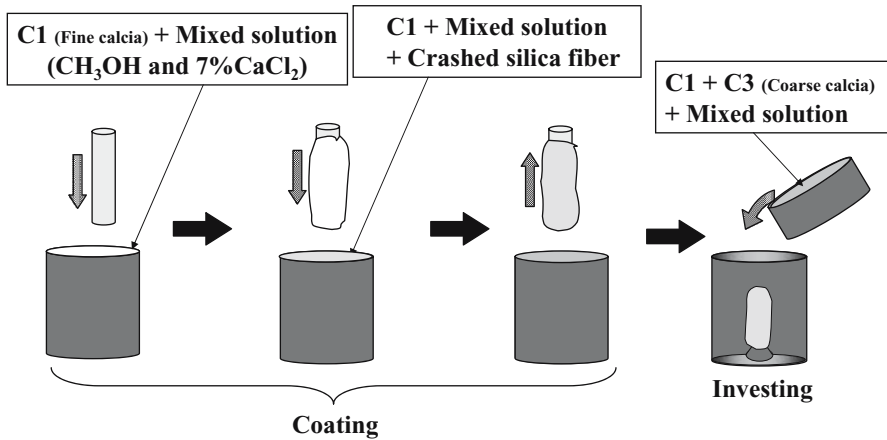 C1 (Fine calcia) + Mixed solution
(CH₃OH and 7%CaCl₂)
C1 + Mixed solution
+ Crashed silica fiber
C1 + C3 (Coarse calcia)
+ Mixed solution
Coating
Investing